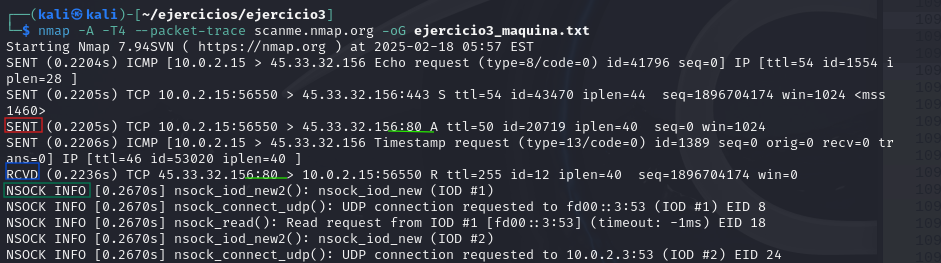 ┌──(kali㉿kali)-[~/ejercicios/ejercicio3]
└─$ nmap -A -T4 --packet-trace scanme.nmap.org -oG ejercicio3_maquina.txt
Starting Nmap 7.94SVN ( https://nmap.org ) at 2025-02-18 05:57 EST
SENT (0.2204s) ICMP [10.0.2.15 > 45.33.32.156 Echo request (type=8/code=0) id=41796 seq=0] IP [ttl=54 id=1554 i
plen=28 ]
SENT (0.2205s) TCP 10.0.2.15:56550 > 45.33.32.156:443 S ttl=54 id=43470 iplen=44  seq=1896704174 win=1024 <mss
1460>
SENT (0.2205s) TCP 10.0.2.15:56550 > 45.33.32.156:80 A ttl=50 id=20719 iplen=40  seq=0 win=1024
SENT (0.2206s) ICMP [10.0.2.15 > 45.33.32.156 Timestamp request (type=13/code=0) id=1389 seq=0 orig=0 recv=0 tr
ans=0] IP [ttl=46 id=53020 iplen=40 ]
RCVD (0.2236s) TCP 45.33.32.156:80 > 10.0.2.15:56550 R ttl=255 id=12 iplen=40  seq=1896704174 win=0
NSOCK INFO [0.2670s] nsock_iod_new2(): nsock_iod_new (IOD #1)
NSOCK INFO [0.2670s] nsock_connect_udp(): UDP connection requested to fd00::3:53 (IOD #1) EID 8
NSOCK INFO [0.2670s] nsock_read(): Read request from IOD #1 [fd00::3:53] (timeout: -1ms) EID 18
NSOCK INFO [0.2670s] nsock_iod_new2(): nsock_iod_new (IOD #2)
NSOCK INFO [0.2670s] nsock_connect_udp(): UDP connection requested to 10.0.2.3:53 (IOD #2) EID 24